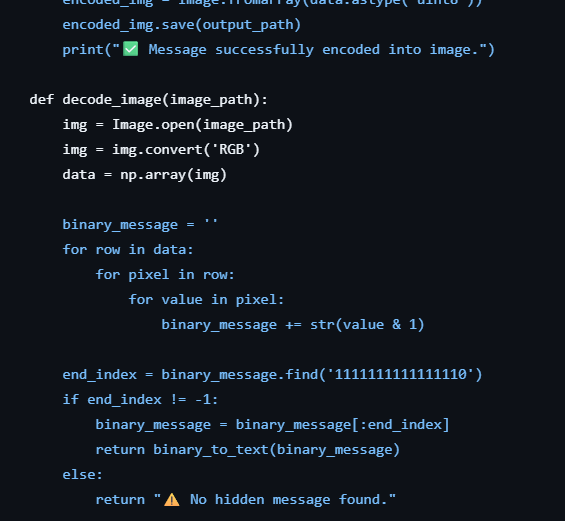 encoded_img = Image.fromarray(data.astype('uint8'))
encoded_img.save(output_path)
print("✅ Message successfully encoded into image.")
def decode_image(image_path):
img = Image.open(image_path)
img = img.convert('RGB')
data = np.array(img)
binary_message = ''
for row in data:
for pixel in row:
for value in pixel:
binary_message += str(value & 1)
end_index = binary_message.find('1111111111111110')
if end_index != -1:
binary_message = binary_message[:end_index]
return binary_to_text(binary_message)
else:
return "⚠️ No hidden message found."